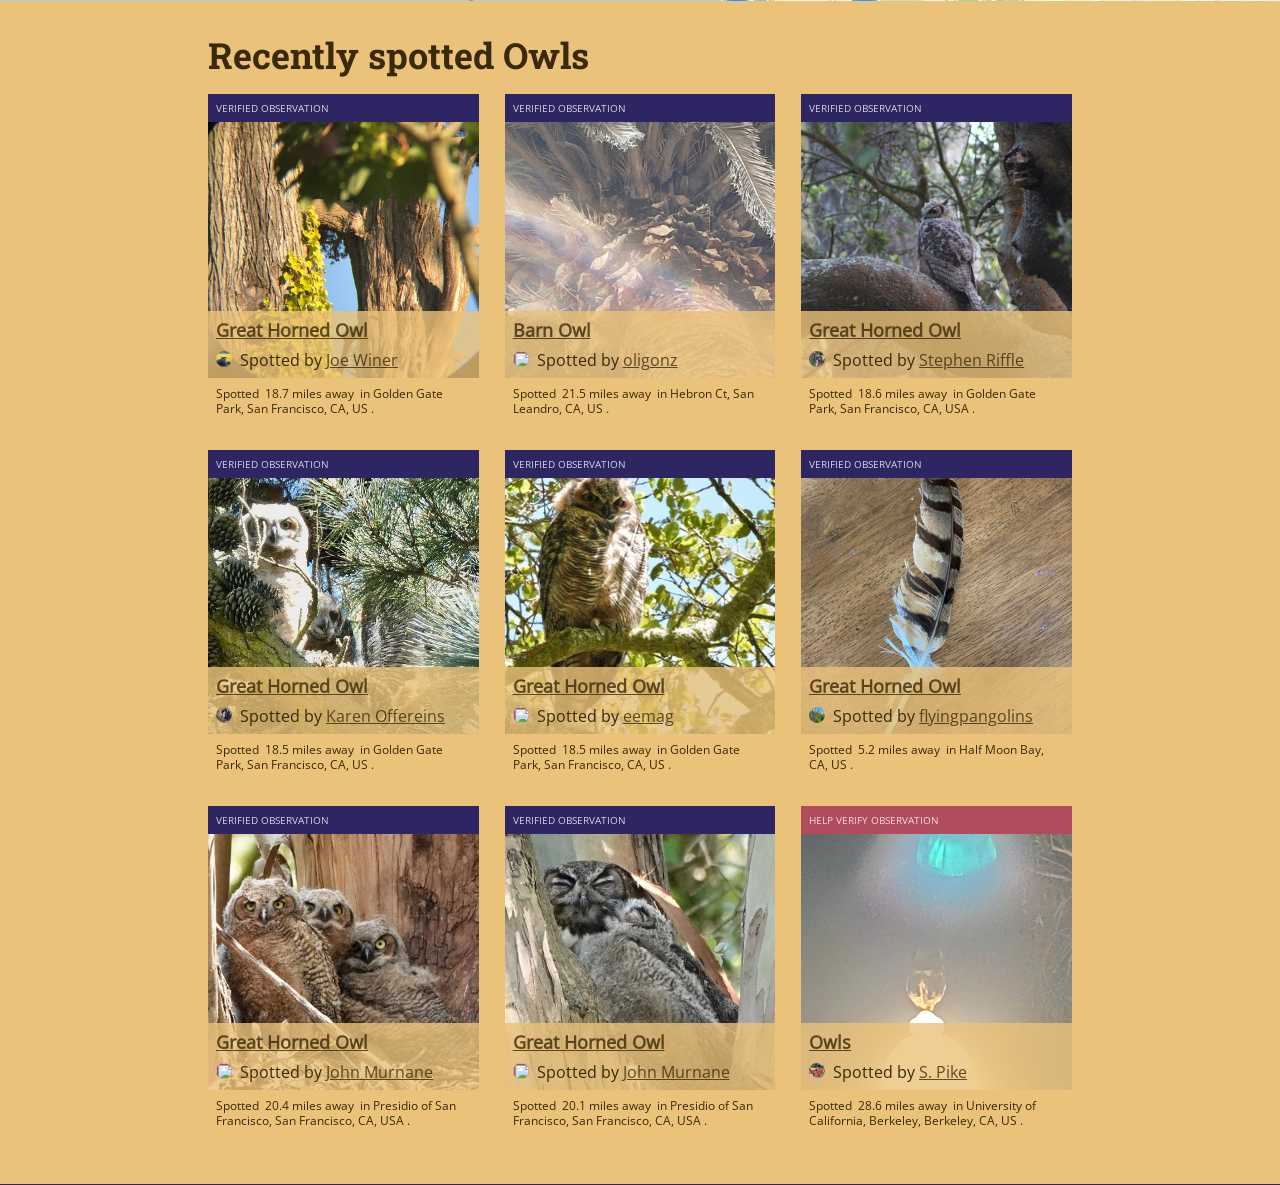 Recently spotted Owls
VERIFIED OBSERVATION
Great Horned Owl
Spotted by Joe Winer
Spotted 18.7 miles away in Golden Gate
Park, San Francisco, CA, US .
VERIFIED OBSERVATION
Barn Owl
Spotted by oligonz
Spotted 21.5 miles away in Hebron Ct, San
Leandro, CA, US .
VERIFIED OBSERVATION
Great Horned Owl
Spotted by Stephen Riffle
Spotted 18.6 miles away in Golden Gate
Park, San Francisco, CA, USA .
VERIFIED OBSERVATION
Great Horned Owl
Spotted by Karen Offereins
Spotted 18.5 miles away in Golden Gate
Park, San Francisco, CA, US .
VERIFIED OBSERVATION
Great Horned Owl
Spotted by eemag
Spotted 18.5 miles away in Golden Gate
Park, San Francisco, CA, US .
VERIFIED OBSERVATION
Great Horned Owl
Spotted by flyingpangolins
Spotted 5.2 miles away in Half Moon Bay,
CA, US .
VERIFIED OBSERVATION
Great Horned Owl
Spotted by John Murnane
Spotted 20.4 miles away in Presidio of San
Francisco, San Francisco, CA, USA .
VERIFIED OBSERVATION
Great Horned Owl
Spotted by John Murnane
Spotted 20.1 miles away in Presidio of San
Francisco, San Francisco, CA, USA .
HELP VERIFY OBSERVATION
Owls
Spotted by S. Pike
Spotted 28.6 miles away in University of
California, Berkeley, Berkeley, CA, US .